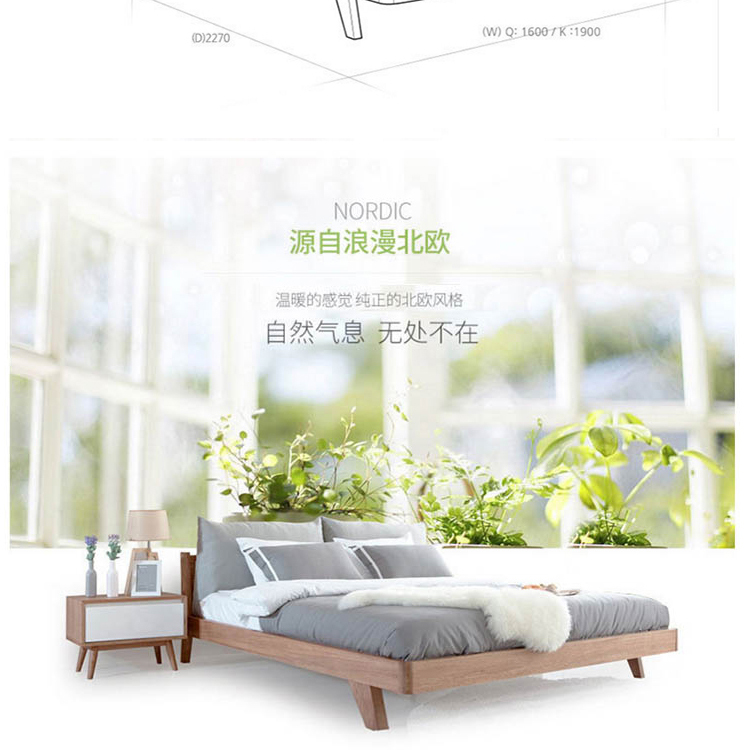 (D)2270
(W) Q: 1600 / K :1900
NORDIC
源自浪漫北欧
温暖的感觉 纯正的北欧风格
自然气息 无处不在